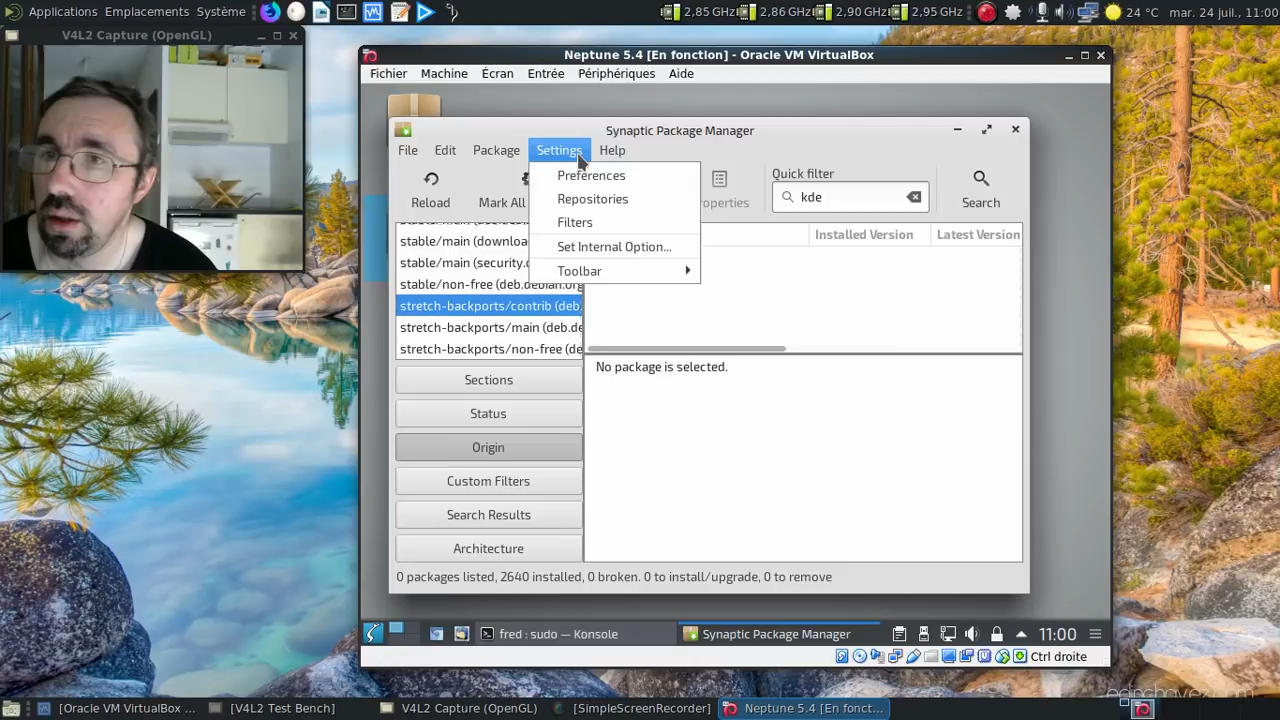 Applications Emplacements Système 2,85 GHz 2,86 GHz 2,90 GHz 2,95 GHz 24 °C mar. 24 juil., 11:00
V4L2 Capture (OpenGL)
Neptune 5.4 [En fonction] - Oracle VM VirtualBox
Fichier Machine Écran Entrée Périphériques Aide
Synaptic Package Manager
File Edit Package Settings Help
Preferences
Repositories
Filters
Set Internal Option...
Toolbar
Reload Mark All
Quick filter
kde
Search
Installed Version Latest Version
stable/main (downloa
stable/main (security.d
stable/non-free (deb.debian.org
stretch-backports/contrib (deb.
stretch-backports/main (deb.de
stretch-backports/non-free (de
No package is selected.
Sections
Status
Origin
Custom Filters
Search Results
Architecture
0 packages listed, 2640 installed, 0 broken. 0 to install/upgrade, 0 to remove
fred : sudo — Konsole Synaptic Package Manager 11:00
Ctrl droite
[Oracle VM VirtualBox ... [V4L2 Test Bench] V4L2 Capture (OpenGL) [SimpleScreenRecorder] Neptune 5.4 [En fonct...